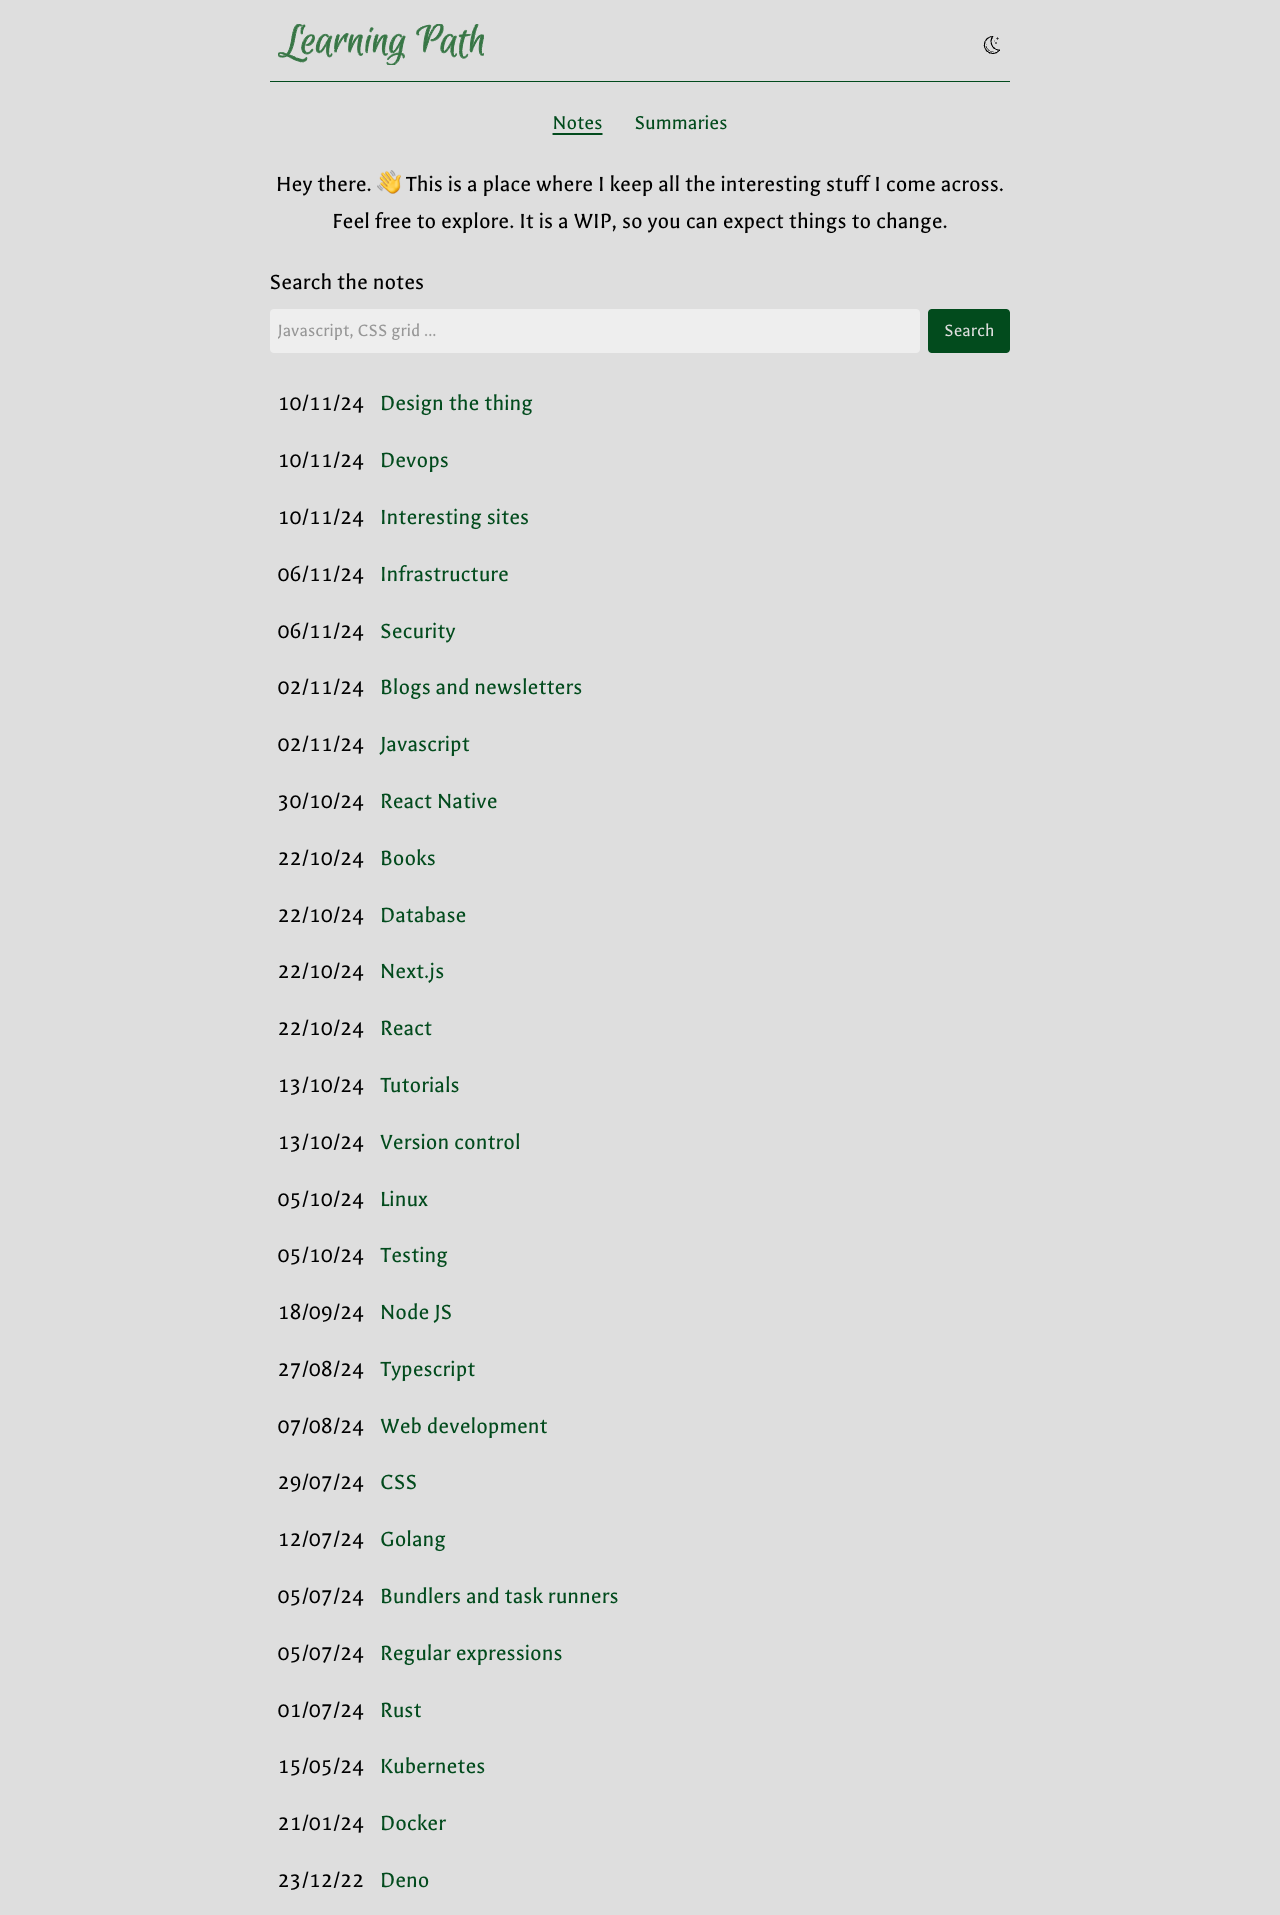 Learning Path
Notes Summaries
Hey there. 👋 This is a place where I keep all the interesting stuff I come across.
Feel free to explore. It is a WIP, so you can expect things to change.
Search the notes
Javascript, CSS grid ... Search
10/11/24 Design the thing
10/11/24 Devops
10/11/24 Interesting sites
06/11/24 Infrastructure
06/11/24 Security
02/11/24 Blogs and newsletters
02/11/24 Javascript
30/10/24 React Native
22/10/24 Books
22/10/24 Database
22/10/24 Next.js
22/10/24 React
13/10/24 Tutorials
13/10/24 Version control
05/10/24 Linux
05/10/24 Testing
18/09/24 Node JS
27/08/24 Typescript
07/08/24 Web development
29/07/24 CSS
12/07/24 Golang
05/07/24 Bundlers and task runners
05/07/24 Regular expressions
01/07/24 Rust
15/05/24 Kubernetes
21/01/24 Docker
23/12/22 Deno